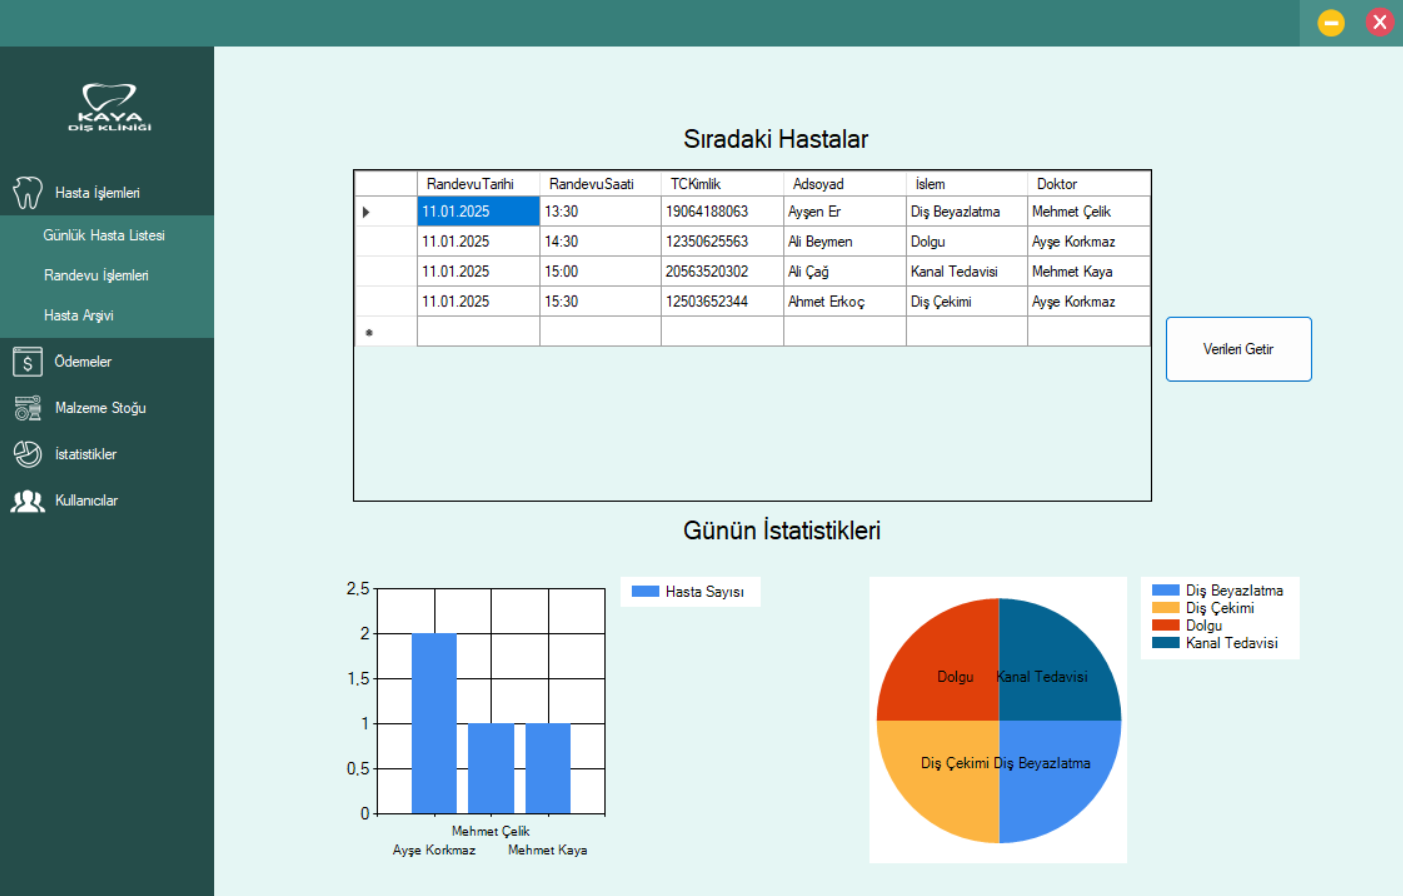 KAYA
DİŞ KLİNİĞİ
Hasta İşlemleri
Günlük Hasta Listesi
Randevu İşlemleri
Hasta Arşivi
Ödemeler
Malzeme Stoğu
İstatistikler
Kullanıcılar
Sıradaki Hastalar
RandevuTarihi RandevuSaati TCKimlik Adsoyad İslem Doktor
11.01.2025 13:30 19064188063 Ayşen Er Diş Beyazlatma Mehmet Çelik
11.01.2025 14:30 12350625563 Ali Beymen Dolgu Ayşe Korkmaz
11.01.2025 15:00 20563520302 Ali Çağ Kanal Tedavisi Mehmet Kaya
11.01.2025 15:30 12503652344 Ahmet Erkoç Diş Çekimi Ayşe Korkmaz
Verileri Getir
Günün İstatistikleri
2,5
2
1,5
1
0,5
0
Mehmet Çelik
Ayşe Korkmaz Mehmet Kaya
Hasta Sayısı
Dolgu Kanal Tedavisi
Diş Çekimi Diş Beyazlatma
Diş Beyazlatma
Diş Çekimi
Dolgu
Kanal Tedavisi